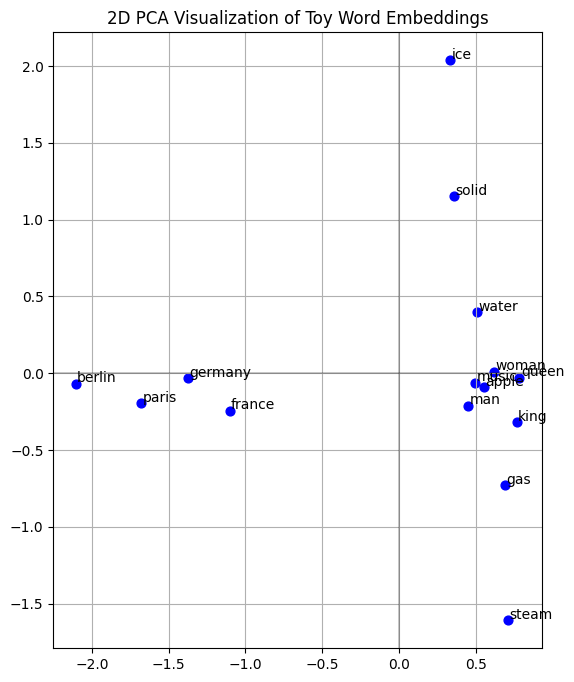 2D PCA Visualization of Toy Word Embeddings
ice
2.0
1.5
solid
1.0
0.5
water
woman
0.0
berlin
germany
music
queen
apple
paris
france
man
king
−0.5
gas
−1.0
−1.5
steam
−2.0 −1.5 −1.0 −0.5 0.0 0.5